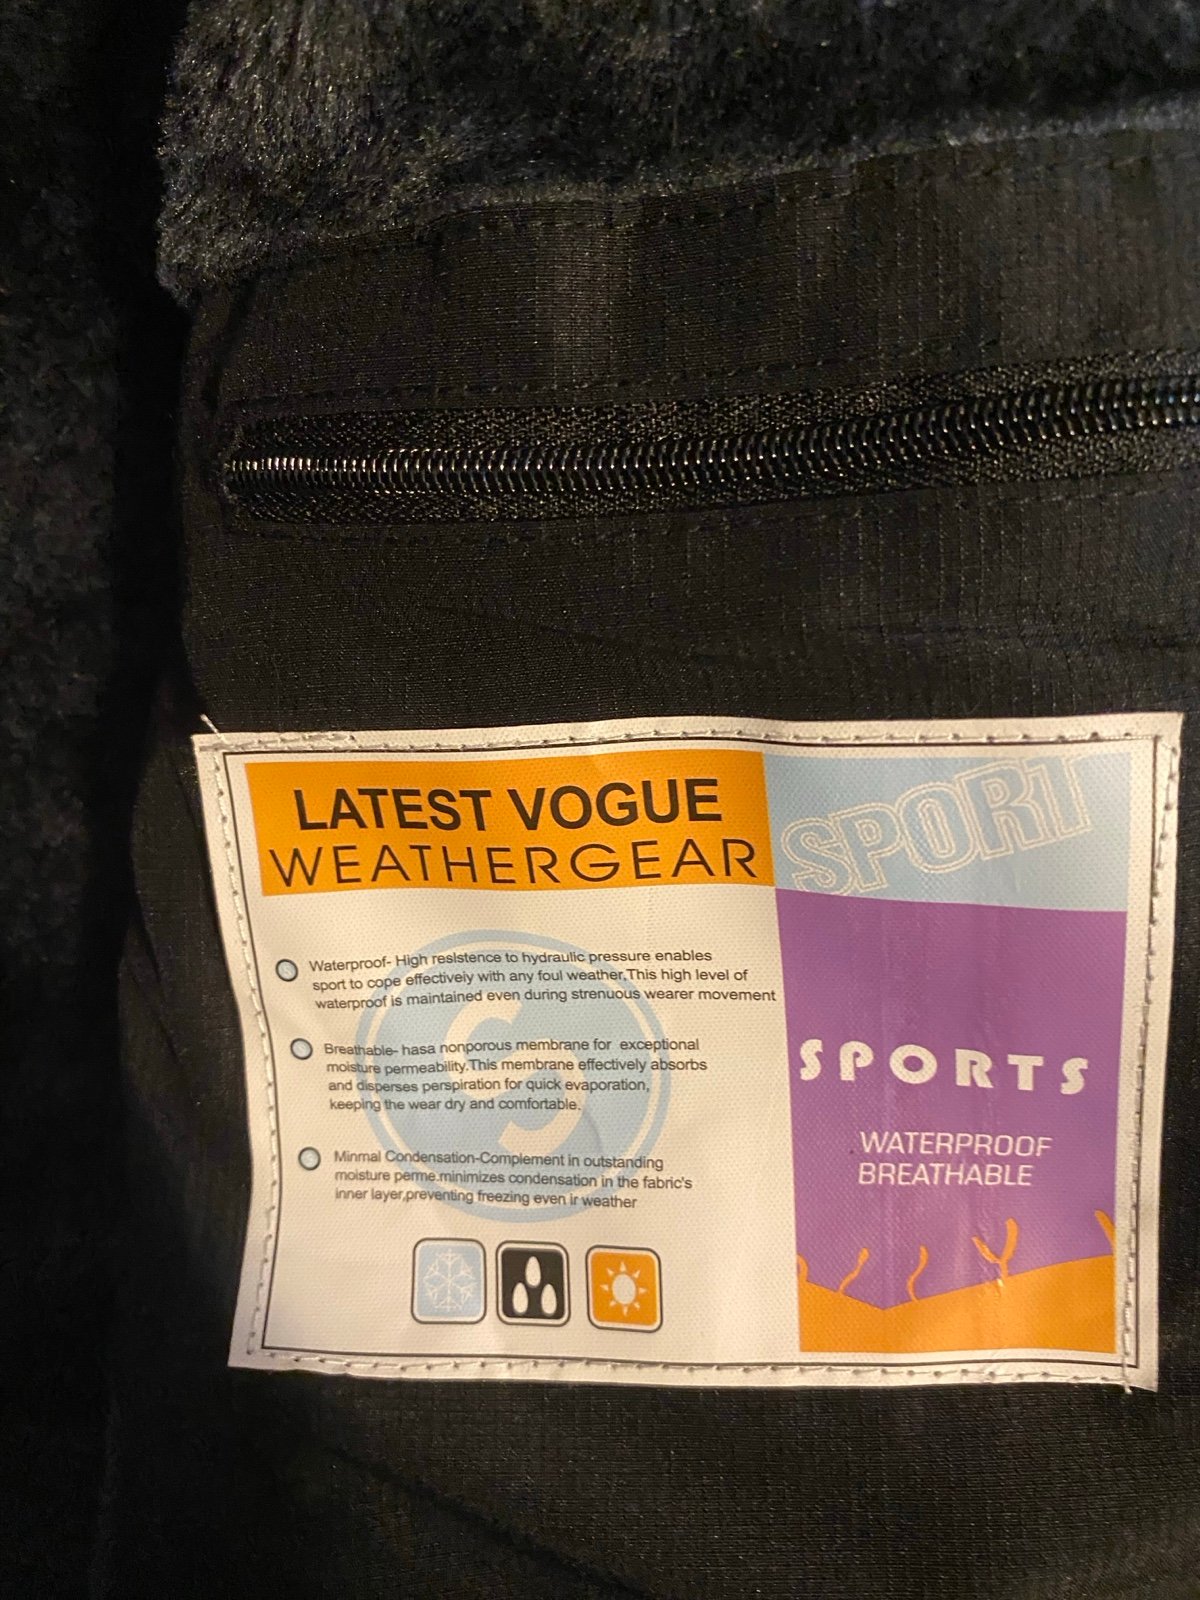 LATEST VOGUE
WEATHERGEAR
Waterproof- High resistence to hydraulic pressure enables
sport to cope effectively with any foul weather,This high level of
waterproof is maintained even during strenuous wearer movement
Breathable- hasa nonporous membrane for exceptional
moisture permeability.This membrane effectively absorbs
and disperses perspiration for quick evaporation,
keeping the wear dry and comfortable.
Minmal Condensation-Complement in outstanding
moisture perme.minimizes condensation in the fabric's
inner layer,preventing freezing even ir weather
SPORT
SPORTS
WATERPROOF
BREATHABLE